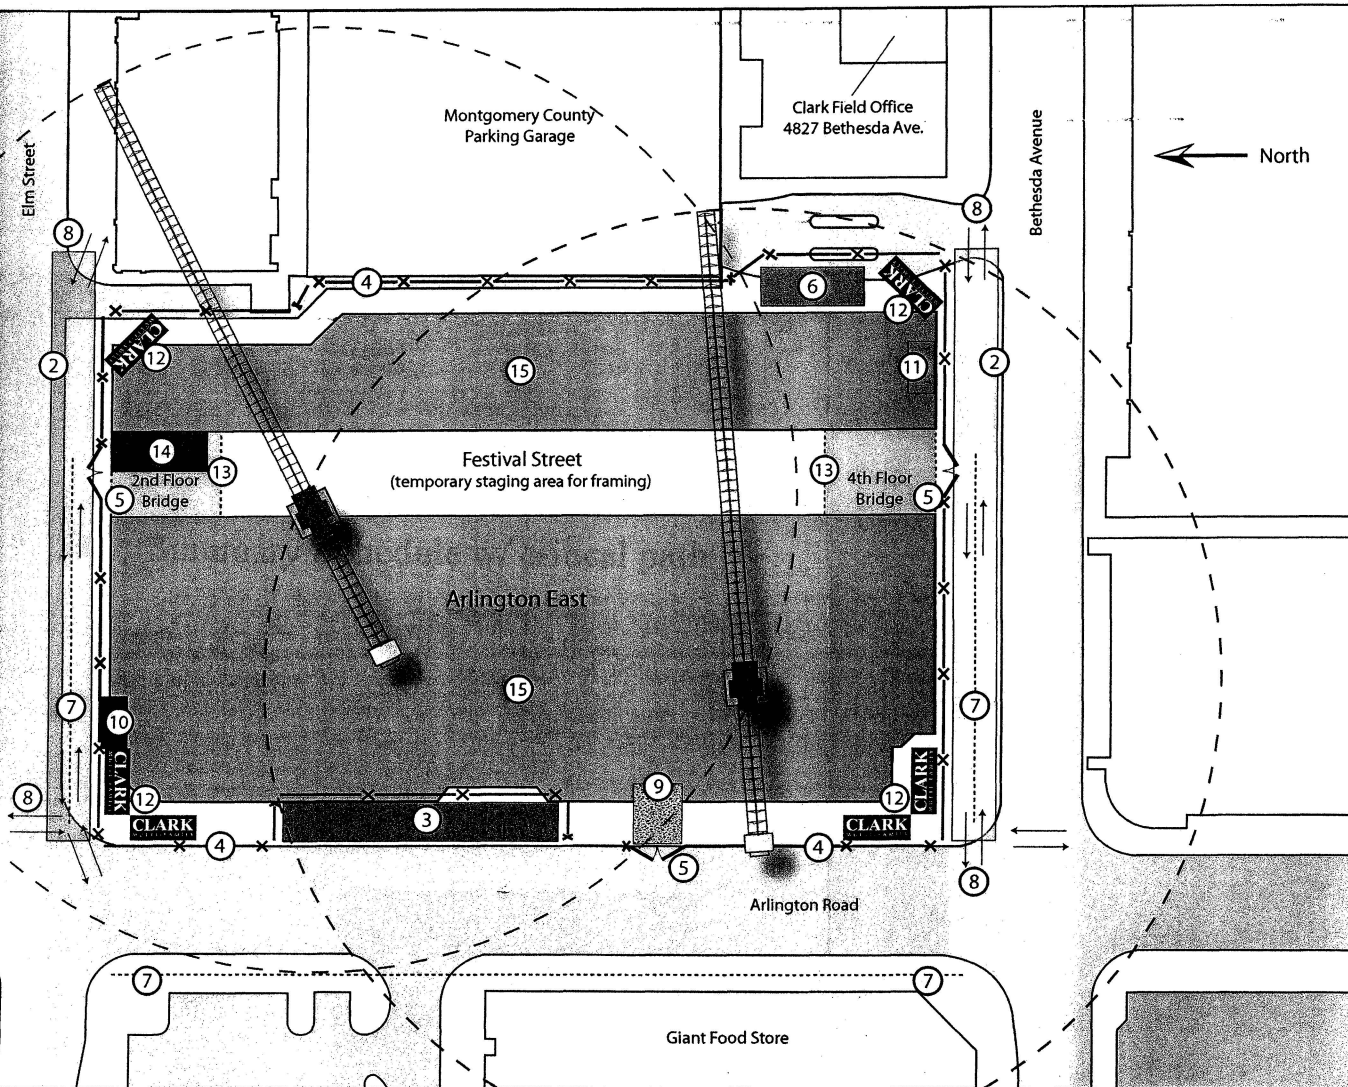 Clark Field Office
4827 Bethesda Ave.
Montgomery County
Parking Garage
Elm Street
Bethesda Avenue
North
8
8
4
6
CLARK
12
CLARK
12
2
15
11
2
14
13
2nd Floor
Bridge
5
Festival Street
(temporary staging area for framing)
13
4th Floor
Bridge
5
Arlington East
15
7
7
10
CLARK
12
8
9
CLARK
12
CLARK
3
CLARK
4
4
5
8
Arlington Road
7
7
Giant Food Store